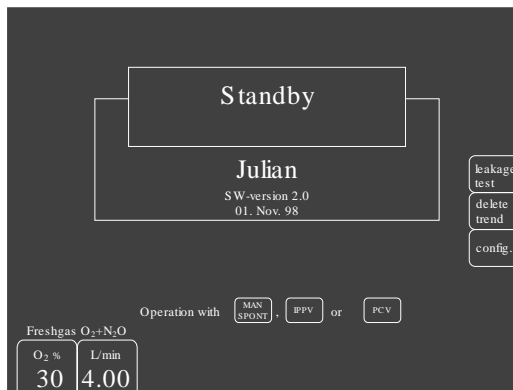 Standby
Julian
SW-version 2.0
01. Nov. 98
leakage
test
delete
trend
config.
Operation with MAN SPONT , IPPV or PCV
Freshgas O₂+N₂O
O₂ % L/min
30 4.00